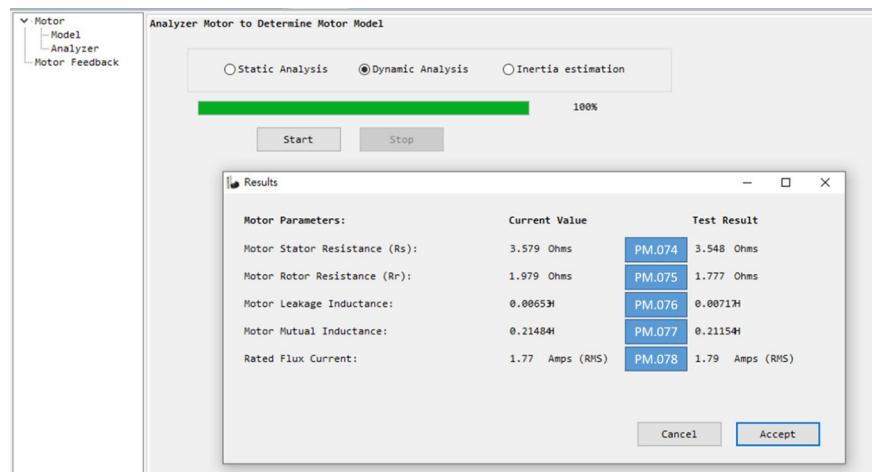 Motor
Model
Analyzer
Motor Feedback
Analyzer Motor to Determine Motor Model
Static Analysis Dynamic Analysis Inertia estimation
100%
Start Stop
Results
Motor Parameters: Current Value Test Result
Motor Stator Resistance (Rs): 3.579 Ohms PM.074 3.548 Ohms
Motor Rotor Resistance (Rr): 1.979 Ohms PM.075 1.777 Ohms
Motor Leakage Inductance: 0.00653H PM.076 0.00717H
Motor Mutual Inductance: 0.21484H PM.077 0.21154H
Rated Flux Current: 1.77 Amps (RMS) PM.078 1.79 Amps (RMS)
Cancel Accept